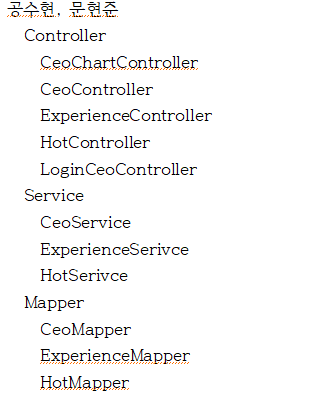 공수현, 문현준
Controller
CeoChartController
CeoController
ExperienceController
HotController
LoginCeoController
Service
CeoService
ExperienceSerivce
HotSerivce
Mapper
CeoMapper
ExperienceMapper
HotMapper